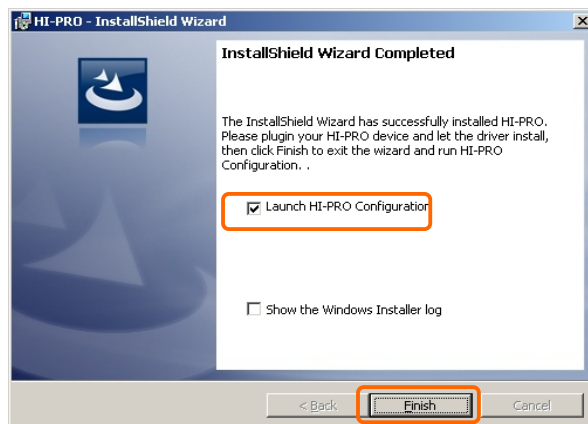 HI-PRO - InstallShield Wizard
InstallShield Wizard Completed
The InstallShield Wizard has successfully installed HI-PRO.
Please plugin your HI-PRO device and let the driver install,
then click Finish to exit the wizard and run HI-PRO
Configuration. .
Launch HI-PRO Configuration
Show the Windows Installer log
< Back Finish Cancel